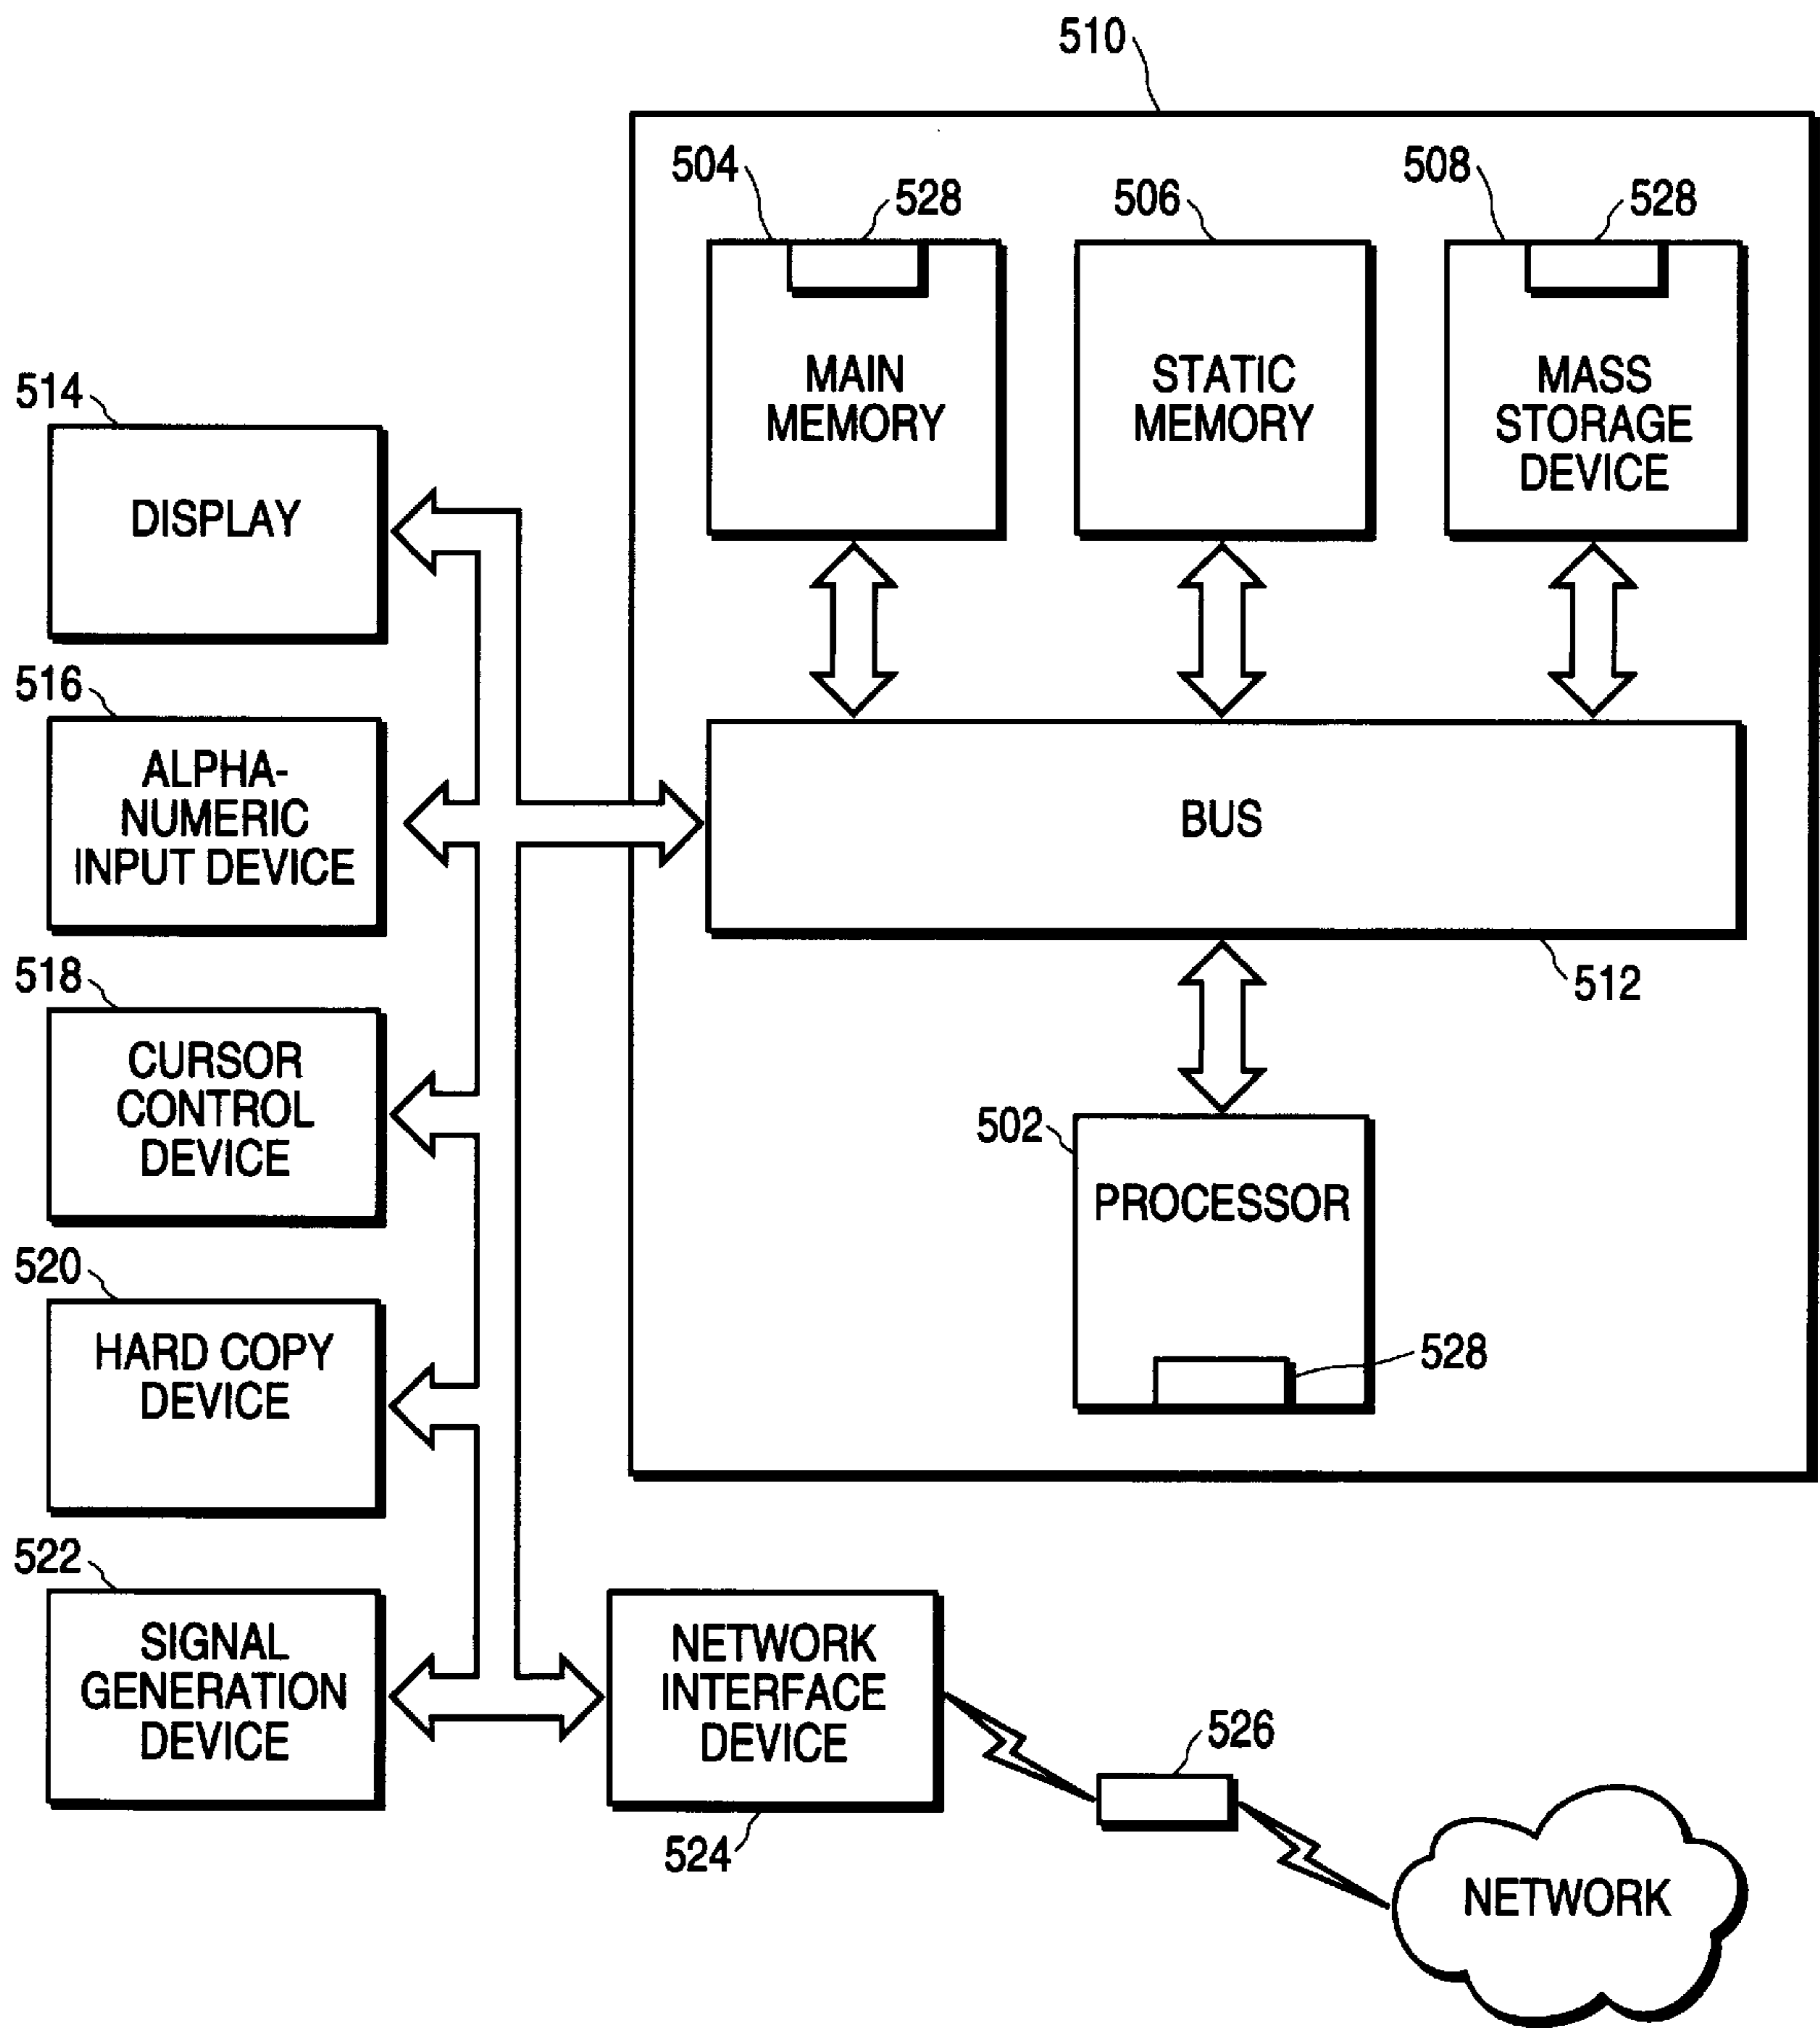 510
504
528
506
508
528
MAIN
MEMORY
STATIC
MEMORY
MASS
STORAGE
DEVICE
514
DISPLAY
516
ALPHA-
NUMERIC
INPUT DEVICE
BUS
512
518
CURSOR
CONTROL
DEVICE
502
PROCESSOR
528
520
HARD COPY
DEVICE
522
SIGNAL
GENERATION
DEVICE
NETWORK
INTERFACE
DEVICE
524
526
NETWORK